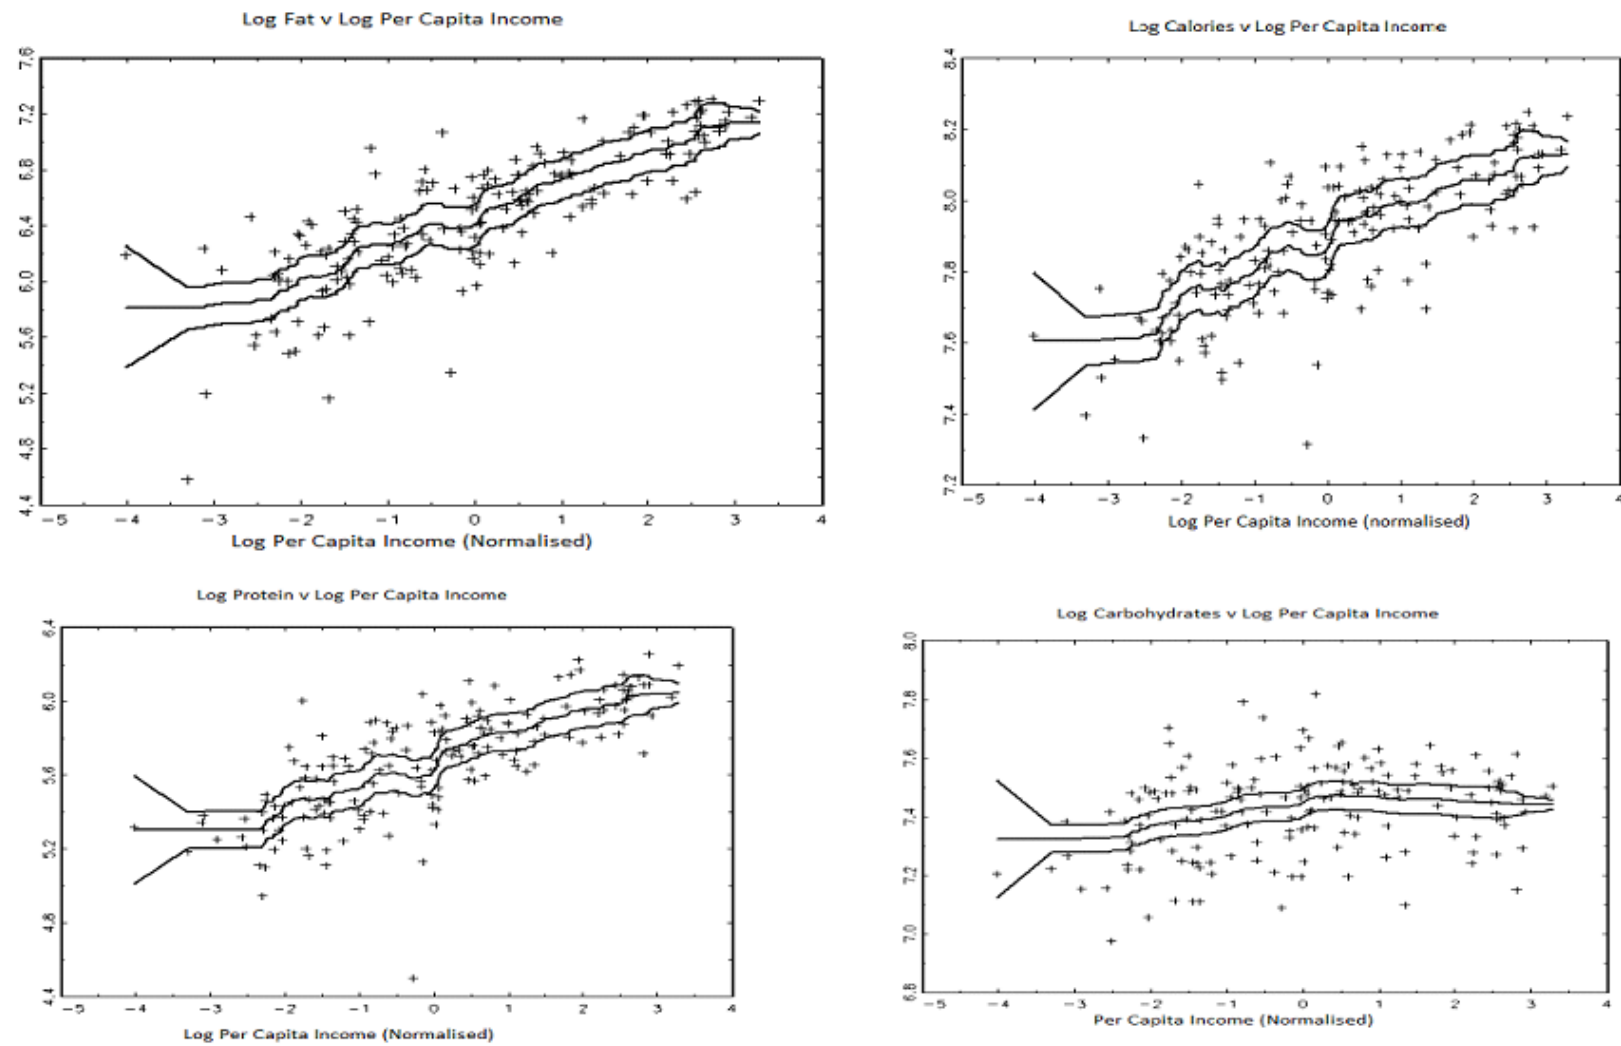 Log Fat v Log Per Capita Income
7.6
7.2
6.8
6.4
6.0
5.6
5.2
4.8
4.4
−5 −4 −3 −2 −1 0 1 2 3 4
Log Per Capita Income (Normalised)
Log Calories v Log Per Capita Income
8.4
8.2
8.0
7.8
7.6
7.4
7.2
−5 −4 −3 −2 −1 0 1 2 3 4
Log Per Capita Income (normalised)
Log Protein v Log Per Capita Income
6.4
6.0
5.6
5.2
4.8
4.4
−5 −4 −3 −2 −1 0 1 2 3 4
Log Per Capita Income (Normalised)
Log Carbohydrates v Log Per Capita Income
8.0
7.8
7.6
7.4
7.2
7.0
6.8
−5 −4 −3 −2 −1 0 1 2 3 4
Per Capita Income (Normalised)